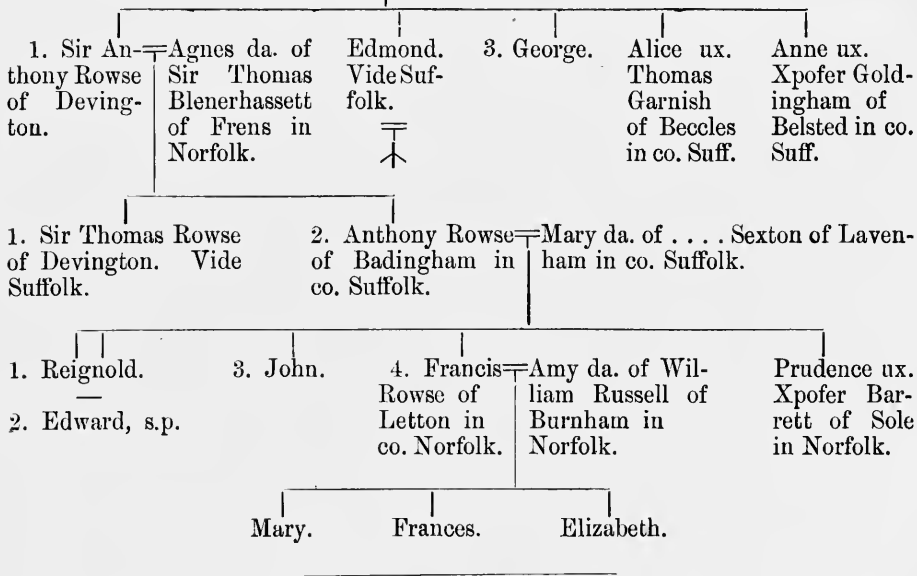 1. Sir An-
thony Rowse
of Deving-
ton.
Agnes da. of
Sir Thomas
Blenerhassett
of Frens in
Norfolk.
Edmond.
Vide Suf-
folk.
3. George.
Alice ux.
Thomas
Garnish
of Beccles
in co. Suff.
Anne ux.
Xpofer Gold-
ingham of
Belsted in co.
Suff.
1. Sir Thomas Rowse
of Devington. Vide
Suffolk.
2. Anthony Rowse
of Badingham in
co. Suffolk.
Mary da. of . . . . Sexton of Laven-
ham in co. Suffolk.
1. Reignold.
—
2. Edward, s.p.
3. John.
4. Francis
Rowse of
Letton in
co. Norfolk.
Amy da. of Wil-
liam Russell of
Burnham in
Norfolk.
Prudence ux.
Xpofer Bar-
rett of Sole
in Norfolk.
Mary.
Frances.
Elizabeth.